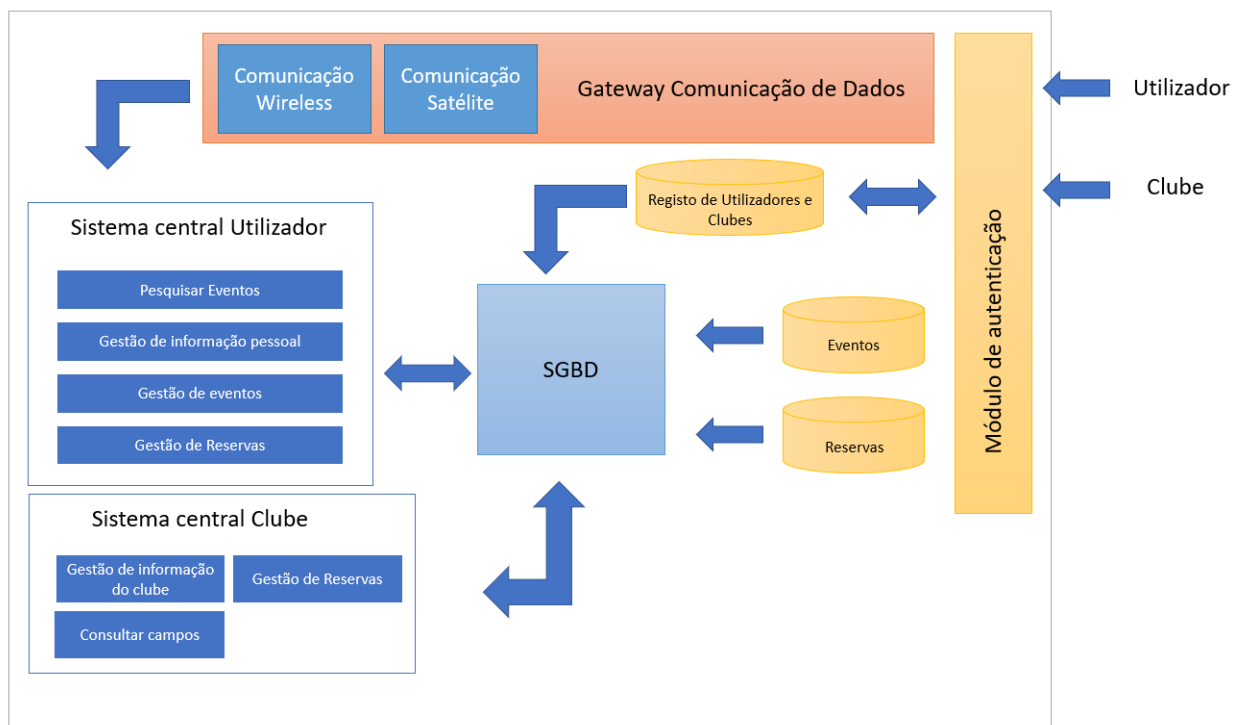 Comunicação
Wireless
Comunicação
Satélite
Gateway Comunicação de Dados
Utilizador
Clube
Registo de Utilizadores e
Clubes
Módulo de autenticação
Sistema central Utilizador
Pesquisar Eventos
Gestão de informação pessoal
Gestão de eventos
Gestão de Reservas
SGBD
Eventos
Reservas
Sistema central Clube
Gestão de informação
do clube
Gestão de Reservas
Consultar campos